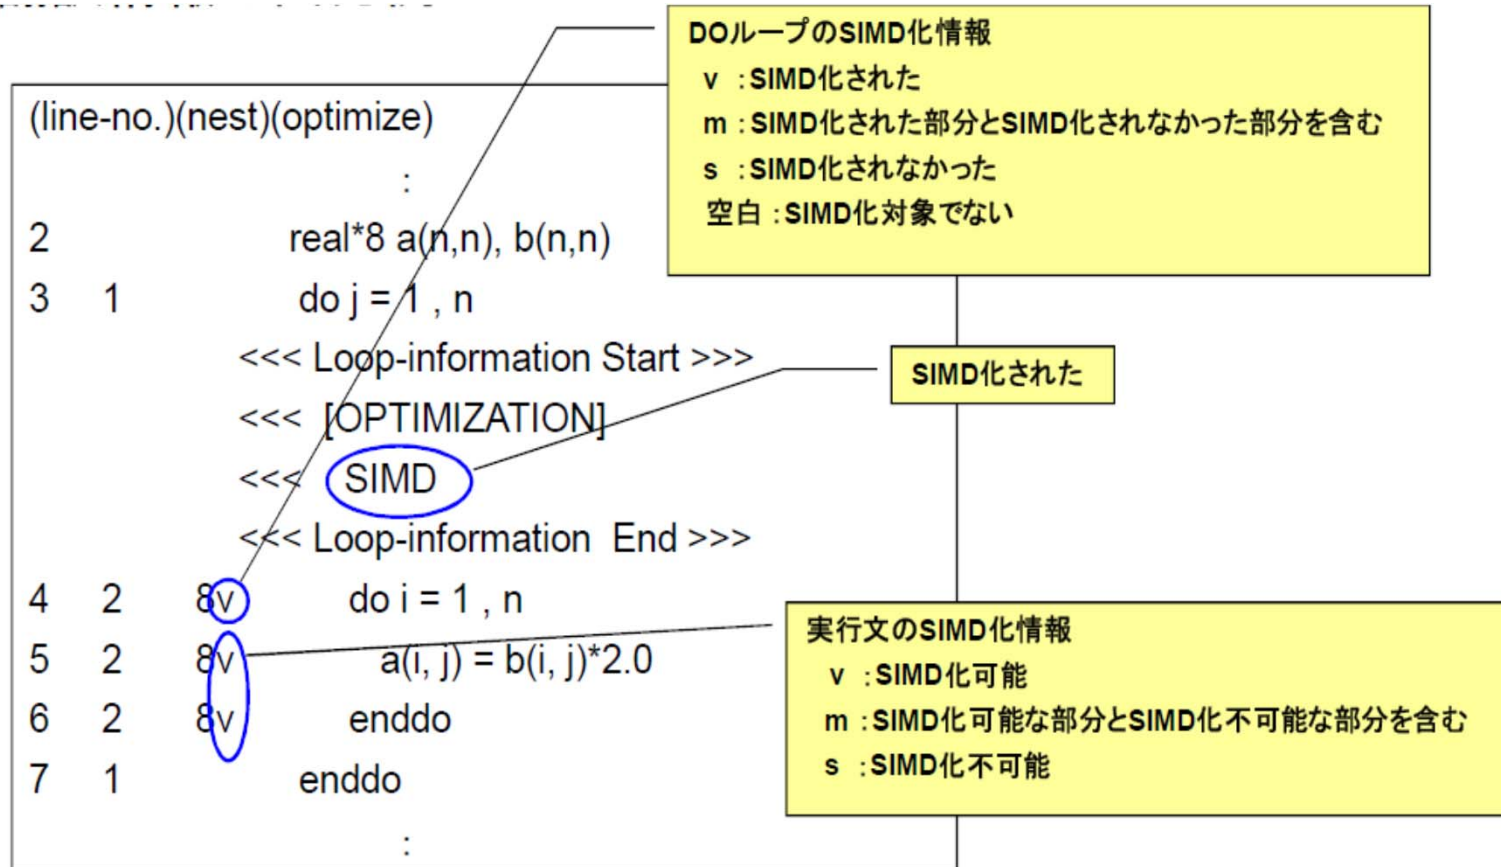 DOループのSIMD化情報
v :SIMD化された
m :SIMD化された部分とSIMD化されなかった部分を含む
s :SIMD化されなかった
空白 :SIMD化対象でない
(line-no.)(nest)(optimize)
:
2 real*8 a(n,n), b(n,n)
3 1 do j = 1 , n
<<< Loop-information Start >>>
<<< [OPTIMIZATION]
SIMD化された
<<< SIMD
<<< Loop-information End >>>
4 2 8v do i = 1 , n
実行文のSIMD化情報
v :SIMD化可能
m :SIMD化可能な部分とSIMD化不可能な部分を含む
s :SIMD化不可能
5 2 8v a(i, j) = b(i, j)*2.0
6 2 8v enddo
7 1 enddo
: